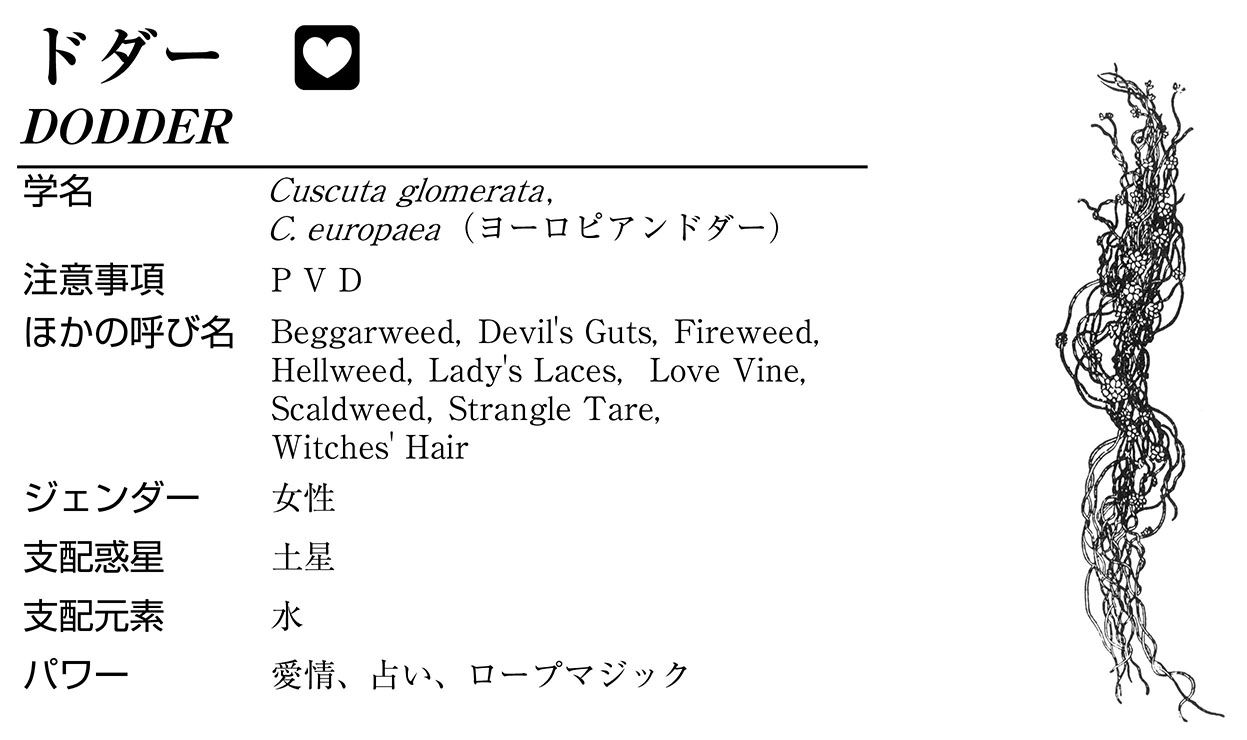 ドダー
DODDER
学名 Cuscuta glomerata,
C. europaea（ヨーロピアンドダー）
注意事項 P V D
ほかの呼び名 Beggarweed, Devil's Guts, Fireweed,
Hellweed, Lady's Laces, Love Vine,
Scaldweed, Strangle Tare,
Witches' Hair
ジェンダー 女性
支配惑星 土星
支配元素 水
パワー 愛情、占い、ロープマジック